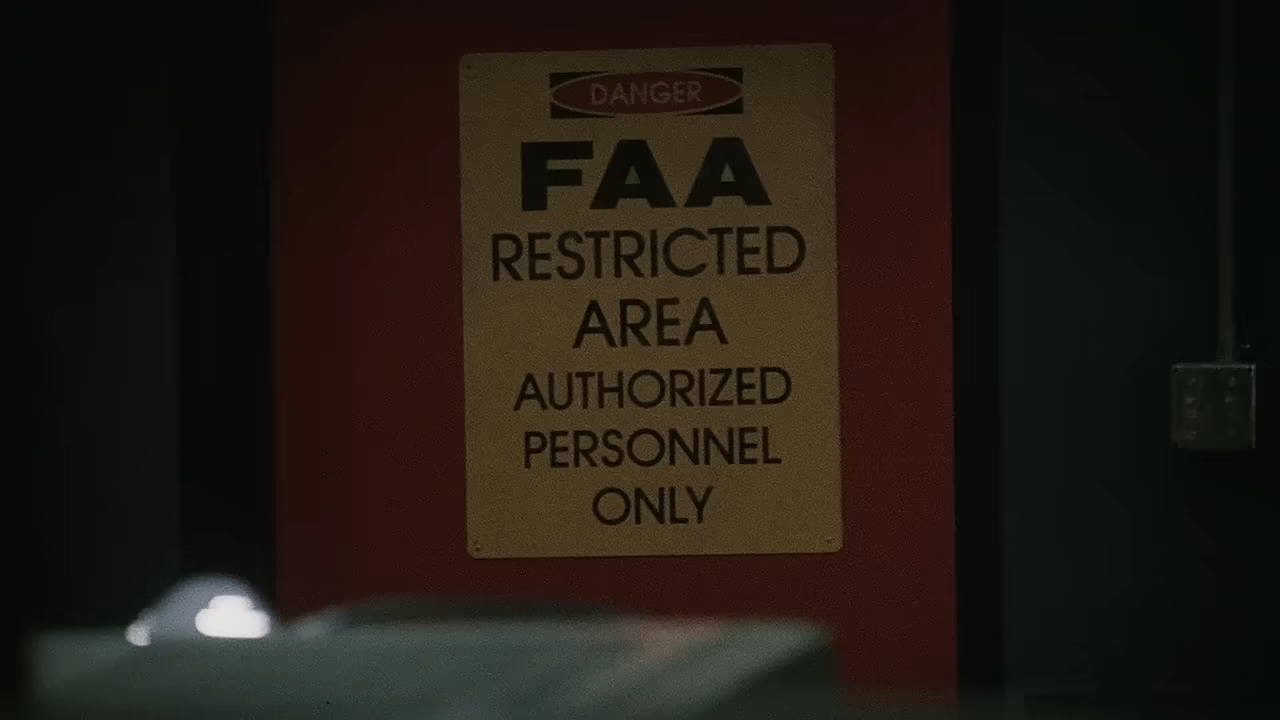 DANGER
FAA
RESTRICTED
AREA
AUTHORIZED
PERSONNEL
ONLY